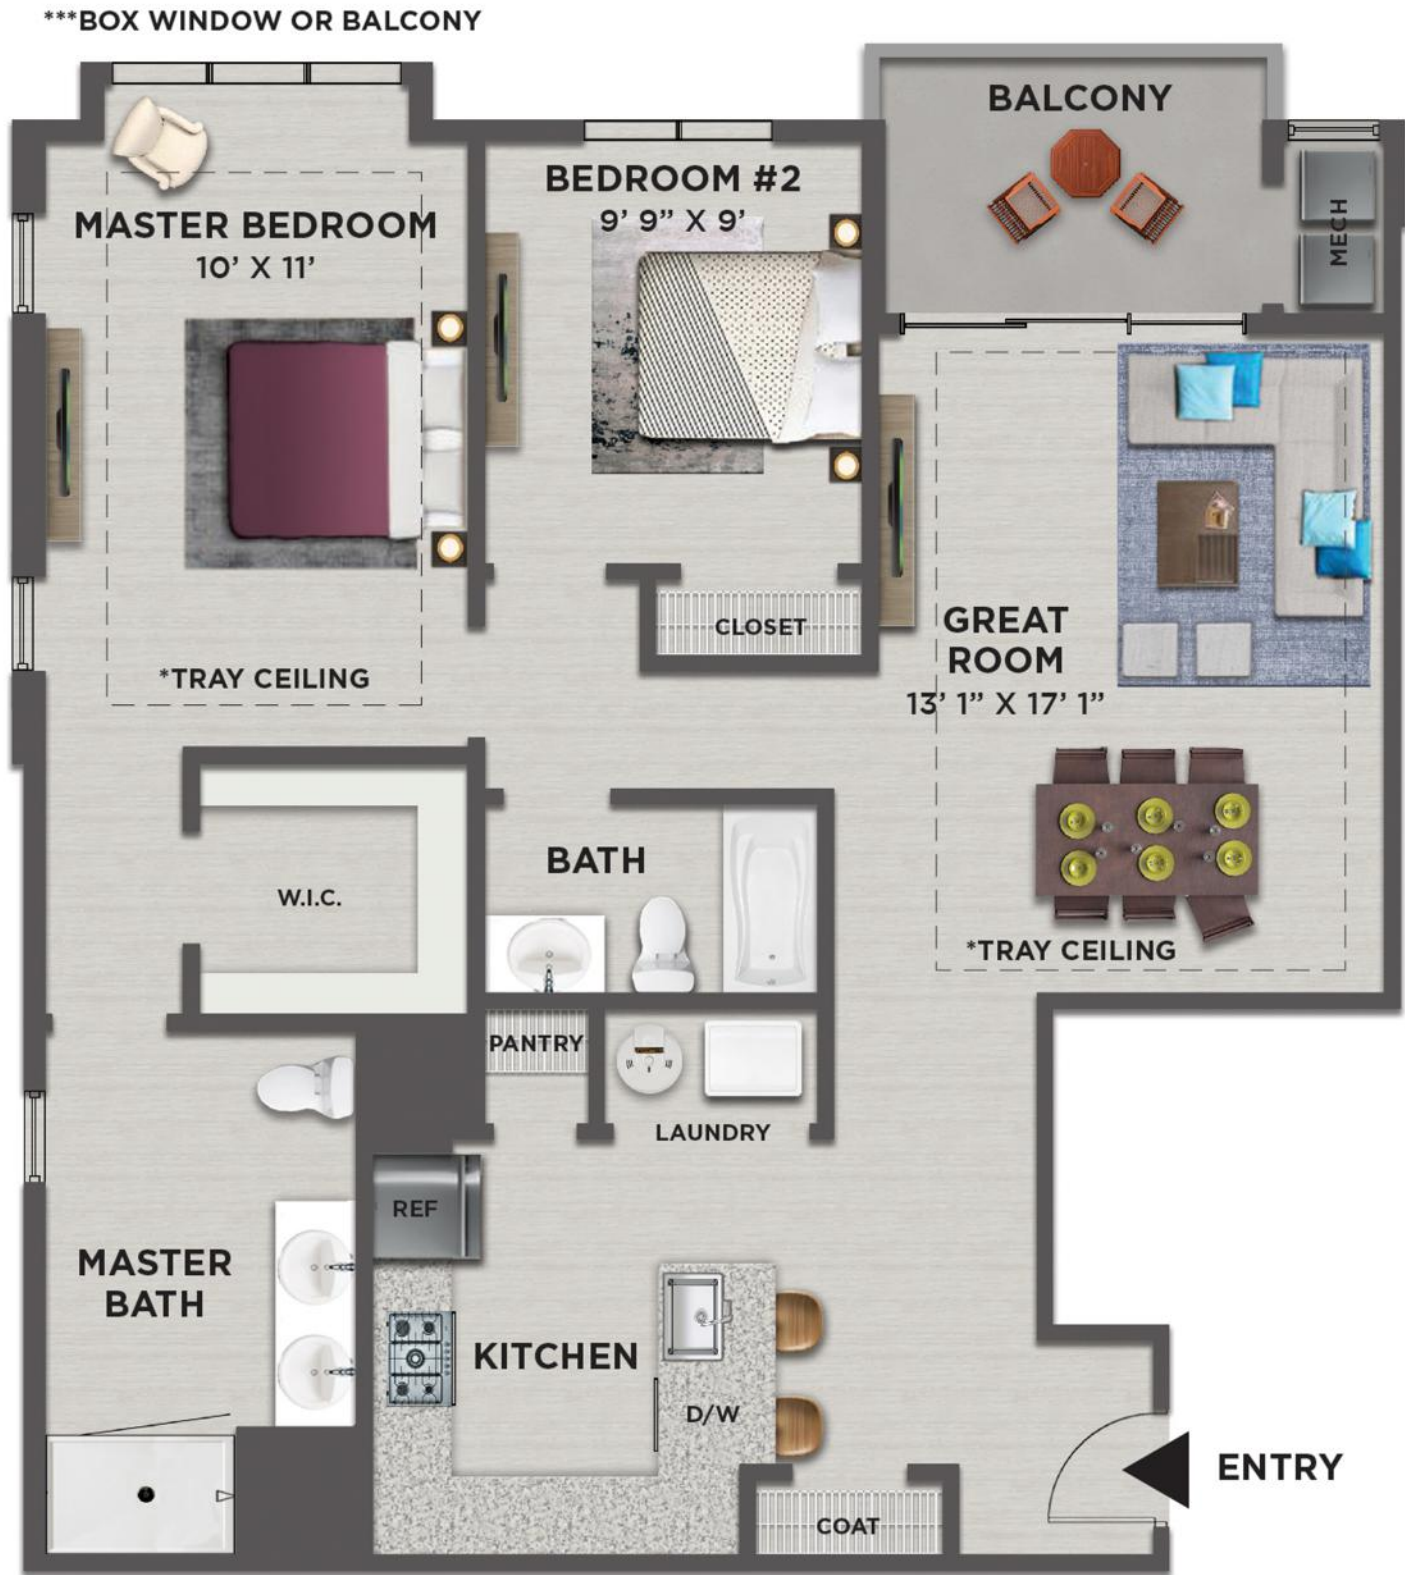 ***BOX WINDOW OR BALCONY
BALCONY
MECH
BEDROOM #2
9' 9" X 9'
MASTER BEDROOM
10' X 11'
*TRAY CEILING
CLOSET
GREAT
ROOM
13' 1" X 17' 1"
*TRAY CEILING
W.I.C.
BATH
PANTRY
LAUNDRY
REF
MASTER
BATH
KITCHEN
D/W
COAT
ENTRY